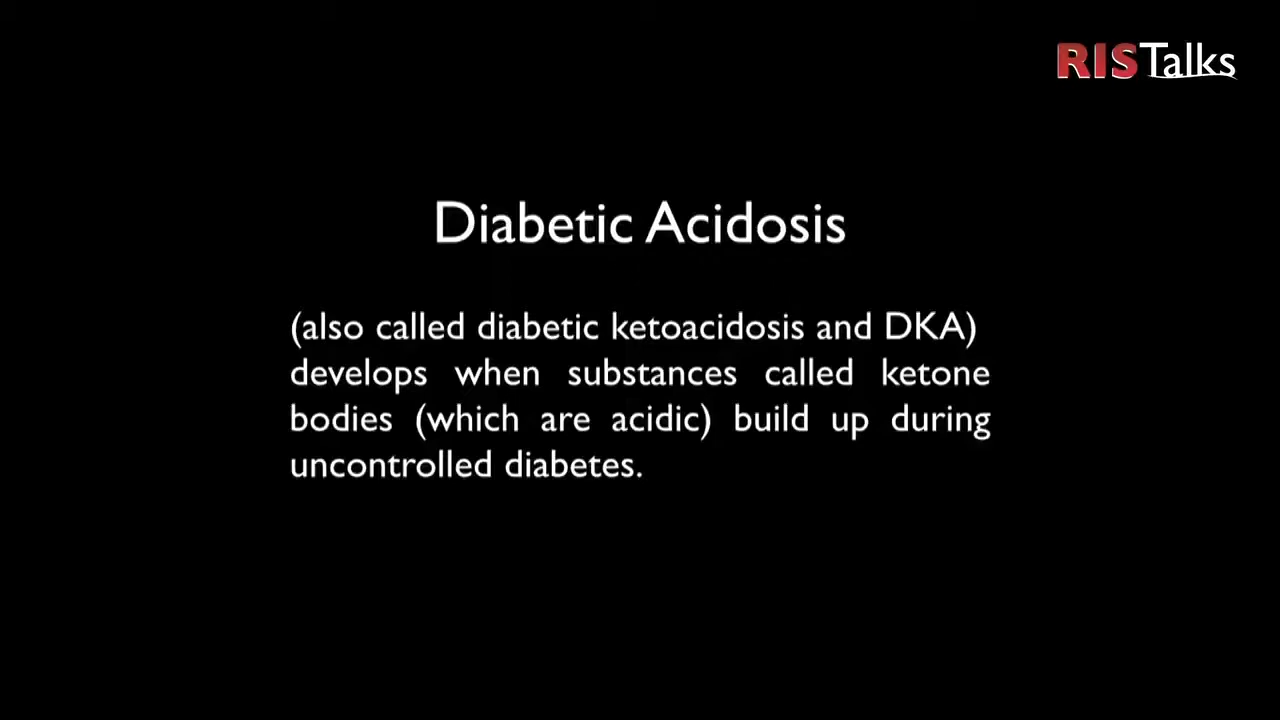 RISTalks
Diabetic Acidosis
(also called diabetic ketoacidosis and DKA)
develops when substances called ketone
bodies (which are acidic) build up during
uncontrolled diabetes.